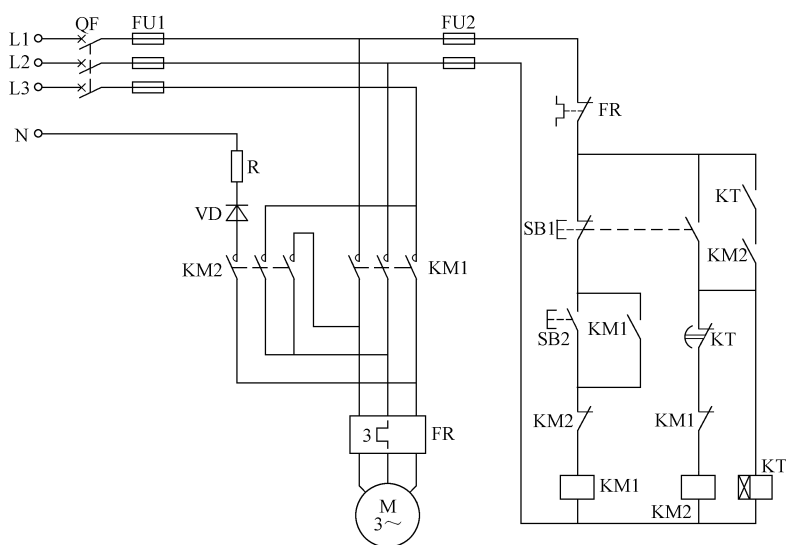 QF FU1 FU2
L1
L2
L3
FR
N
R
KT
VD
SB1
KM2
KM2 KM1
SB2 KM1 KT
KM2 KM1
3 FR
KT
M
3～
KM1
KM2